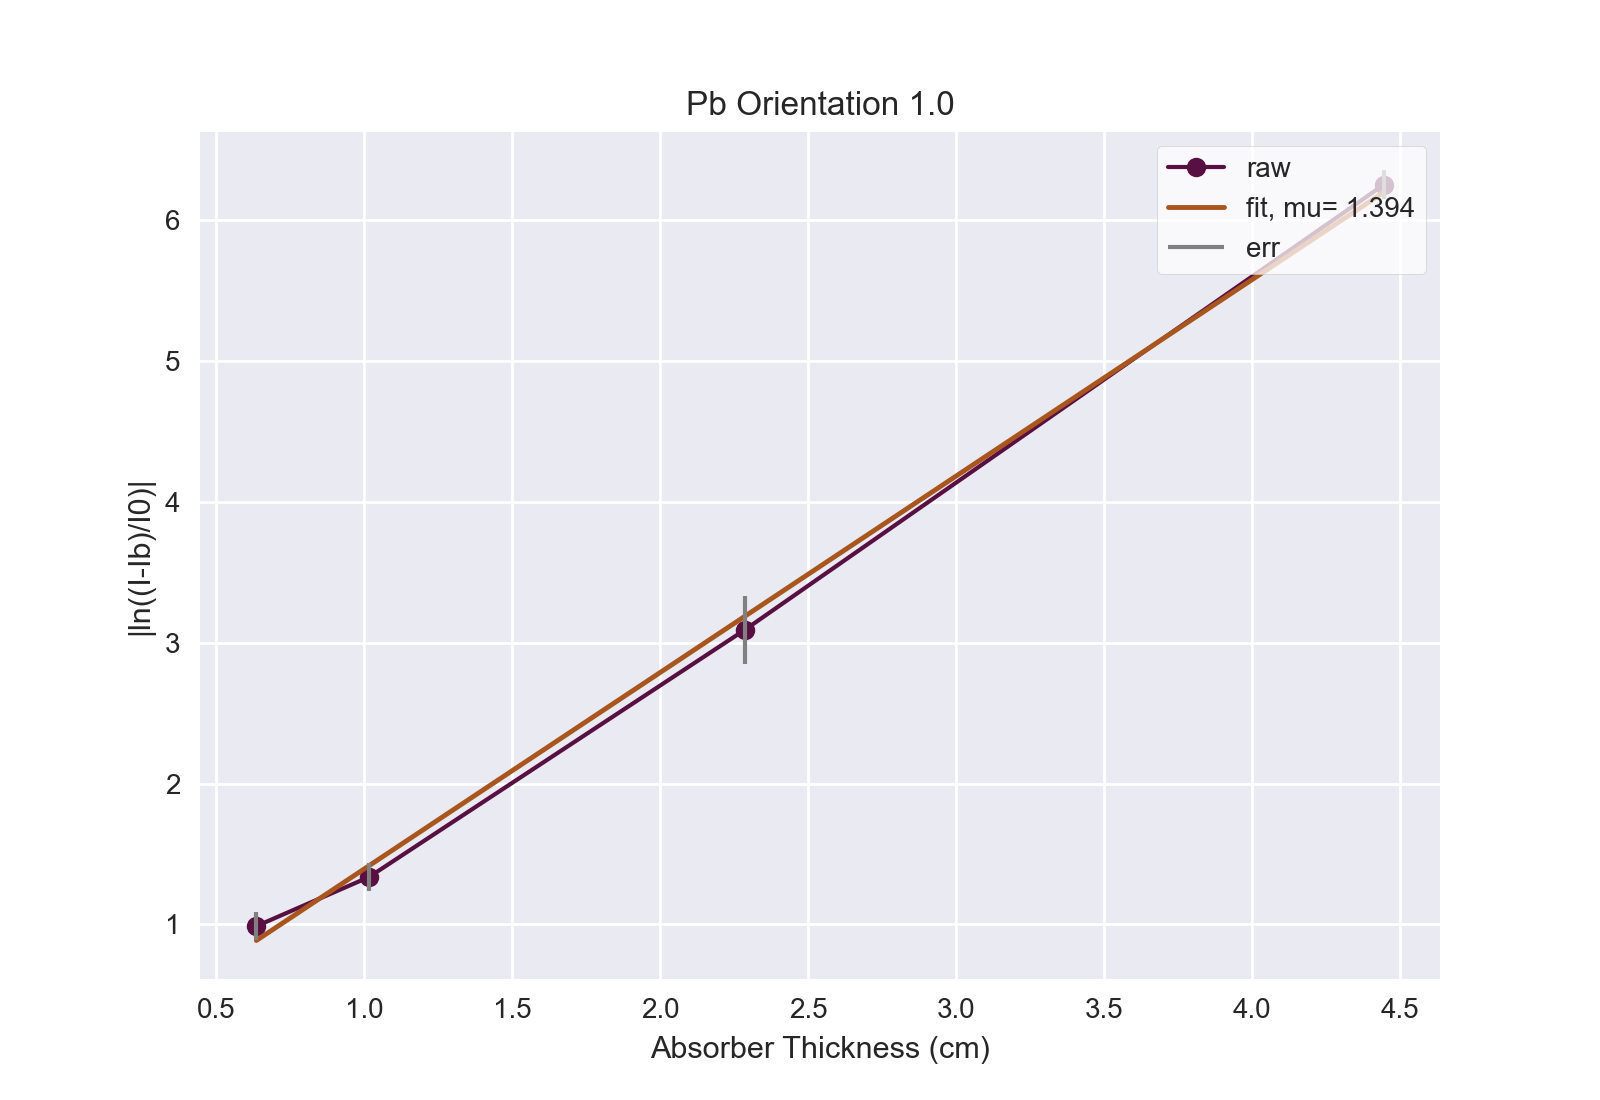 Pb Orientation 1.0
raw
fit, mu= 1.394
err
6
5
4
3
2
1
|ln((I-Ib)/I0)|
0.5 1.0 1.5 2.0 2.5 3.0 3.5 4.0 4.5
Absorber Thickness (cm)